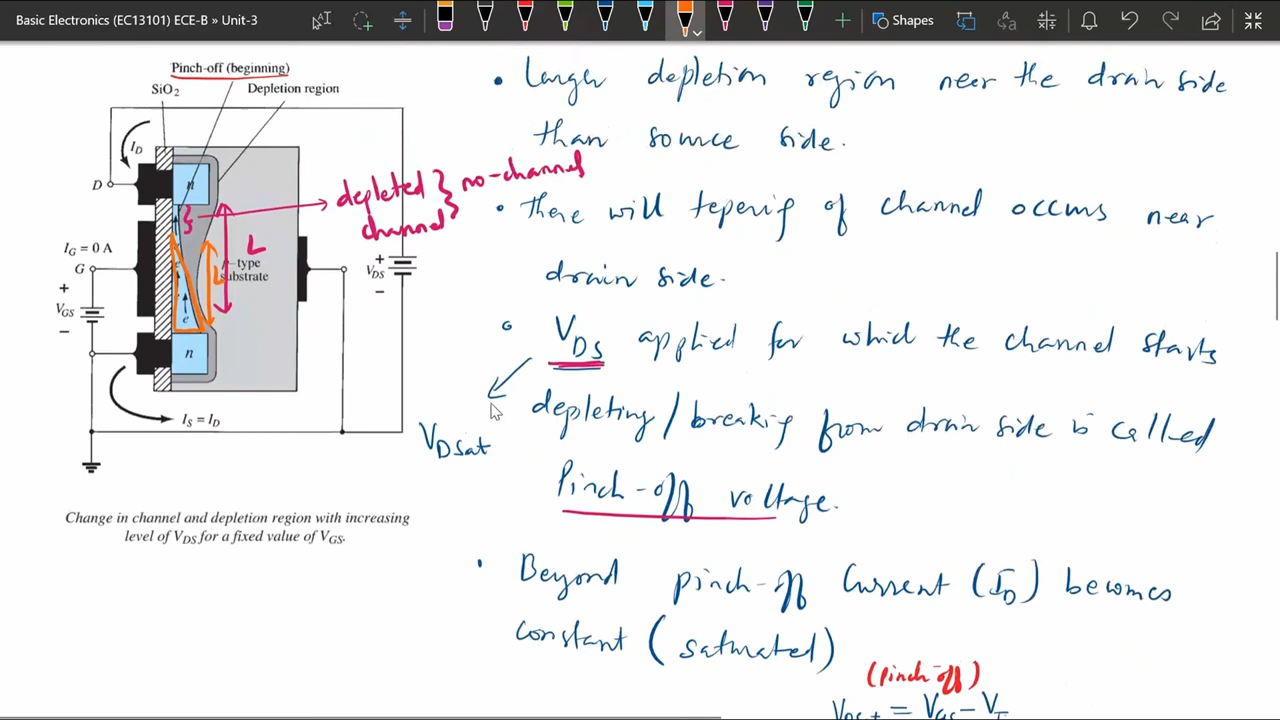 Basic Electronics (EC13101) ECE-B » Unit-3
Shapes
Pinch-off (beginning)
SiO2
Depletion region
ID
D
n
IG = 0 A
G
+
VGS
−
e
e
p-type
substrate
L
L
n
+
VDS
−
IS = ID
depleted } no-channel
channel
Change in channel and depletion region with increasing
level of VDS for a fixed value of VGS.
• Larger depletion region near the drain side
than source side.
• There will tepering of channel occurs near
drain side.
VDS applied for which the channel starts
VDsat
depleting / breaking from drain side is called
Pinch-off voltage.
• Beyond pinch-off current (ID) becomes
constant (saturated)
(pinch-off)
= VGS − VT